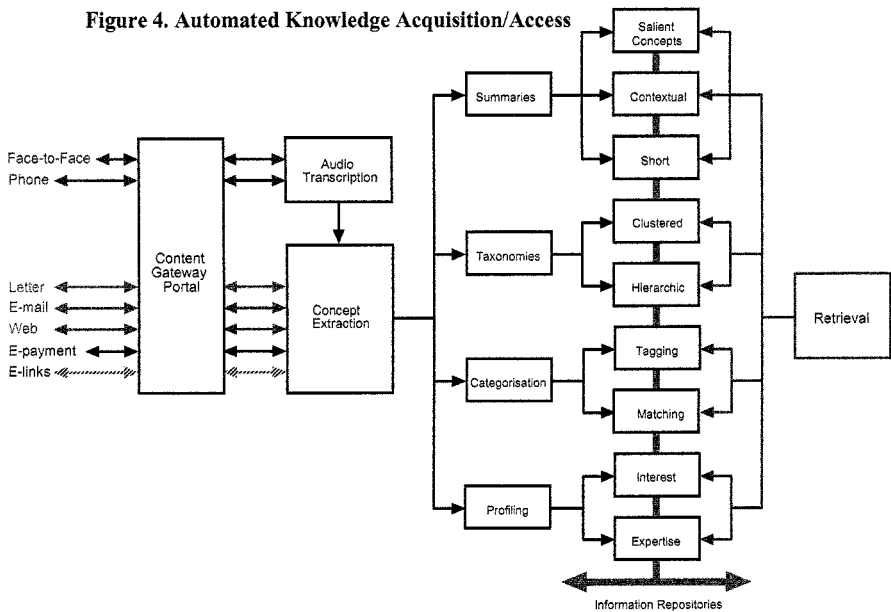 Figure 4. Automated Knowledge Acquisition/Access
Face-to-Face
Phone
Letter
E-mail
Web
E-payment
E-links
Content
Gateway
Portal
Audio
Transcription
Concept
Extraction
Summaries
Taxonomies
Categorisation
Profiling
Salient
Concepts
Contextual
Short
Clustered
Hierarchic
Tagging
Matching
Interest
Expertise
Retrieval
Information Repositories